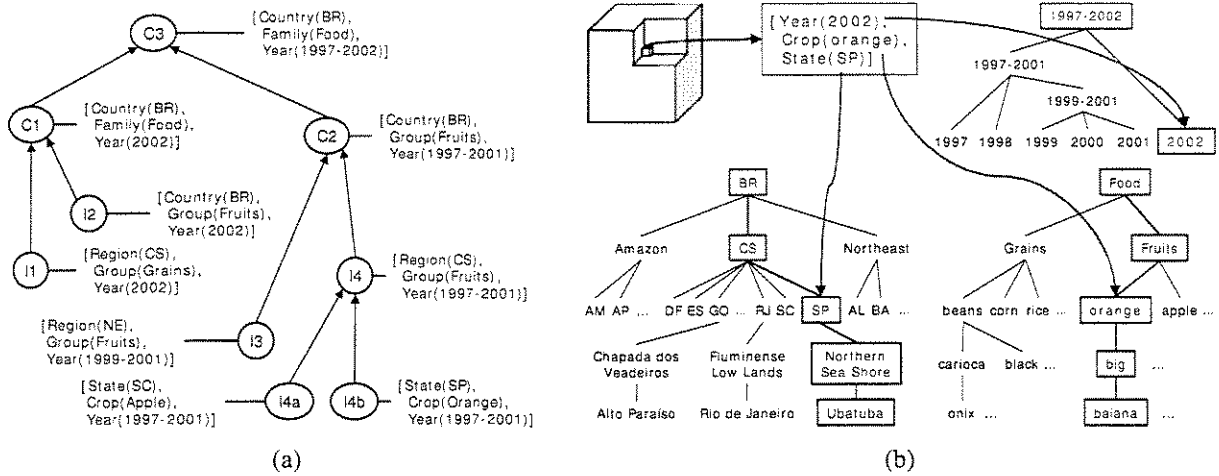 C3
[Country(BR),
Family(Food),
Year(1997-2002)]
C1
[Country(BR),
Family(Food),
Year(2002)]
C2
[Country(BR),
Group(Fruits),
Year(1997-2001)]
I2
[Country(BR),
Group(Fruits),
Year(2002)]
I1
[Region(CS),
Group(Grains),
Year(2002)]
I4
[Region(CS),
Group(Fruits),
Year(1997-2001)]
[Region(NE),
Group(Fruits),
Year(1999-2001)]
I3
[State(SC),
Crop(Apple),
Year(1997-2001)]
I4a
I4b
[State(SP),
Crop(Orange),
Year(1997-2001)]
(a)
[Year(2002),
Crop(orange),
State(SP)]
1997-2002
1997-2001
1999-2001
1997 1998 1999 2000 2001 2002
BR
Amazon CS Northeast
AM AP ... DF ES GO ... RJ SC SP AL BA ...
Chapada dos
Veadeiros
Fluminense
Low Lands
Northern
Sea Shore
Alto Paraíso Rio de Janeiro Ubatuba
Food
Grains Fruits
beans corn rice ... orange apple ...
carioca black ... big ...
onix ... baiana ...
(b)